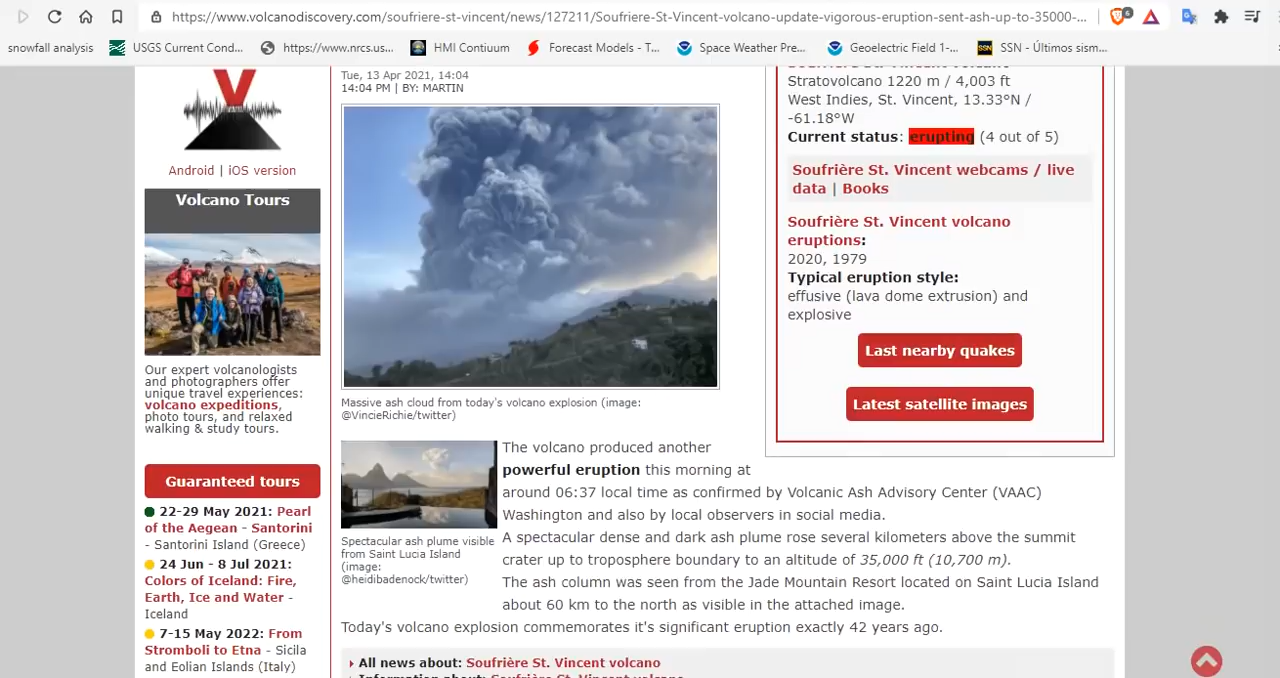 https://www.volcanodiscovery.com/soufriere-st-vincent/news/127211/Soufriere-St-Vincent-volcano-update-vigorous-eruption-sent-ash-up-to-35000-...
6
snowfall analysis
USGS Current Cond...
https://www.nrcs.us...
HMI Contiuum
Forecast Models - T...
Space Weather Pre...
Geoelectric Field 1-...
SSN
SSN - Últimos sism...
Android | iOS version
Volcano Tours
Our expert volcanologists
and photographers offer
unique travel experiences:
volcano expeditions,
photo tours, and relaxed
walking & study tours.
Guaranteed tours
22-29 May 2021: Pearl
of the Aegean - Santorini
- Santorini Island (Greece)
24 Jun - 8 Jul 2021:
Colors of Iceland: Fire,
Earth, Ice and Water -
Iceland
7-15 May 2022: From
Stromboli to Etna - Sicila
and Eolian Islands (Italy)
Tue, 13 Apr 2021, 14:04
14:04 PM | BY: MARTIN
Massive ash cloud from today's volcano explosion (image:
@VincieRichie/twitter)
Spectacular ash plume visible
from Saint Lucia Island
(image:
@heidibadenock/twitter)
The volcano produced another
powerful eruption this morning at
around 06:37 local time as confirmed by Volcanic Ash Advisory Center (VAAC)
Washington and also by local observers in social media.
A spectacular dense and dark ash plume rose several kilometers above the summit
crater up to troposphere boundary to an altitude of 35,000 ft (10,700 m).
The ash column was seen from the Jade Mountain Resort located on Saint Lucia Island
about 60 km to the north as visible in the attached image.
Today's volcano explosion commemorates it's significant eruption exactly 42 years ago.
All news about: Soufrière St. Vincent volcano
Information about: Soufrière St. Vincent volcano
Stratovolcano 1220 m / 4,003 ft
West Indies, St. Vincent, 13.33°N /
-61.18°W
Current status: erupting (4 out of 5)
Soufrière St. Vincent webcams / live
data | Books
Soufrière St. Vincent volcano
eruptions:
2020, 1979
Typical eruption style:
effusive (lava dome extrusion) and
explosive
Last nearby quakes
Latest satellite images